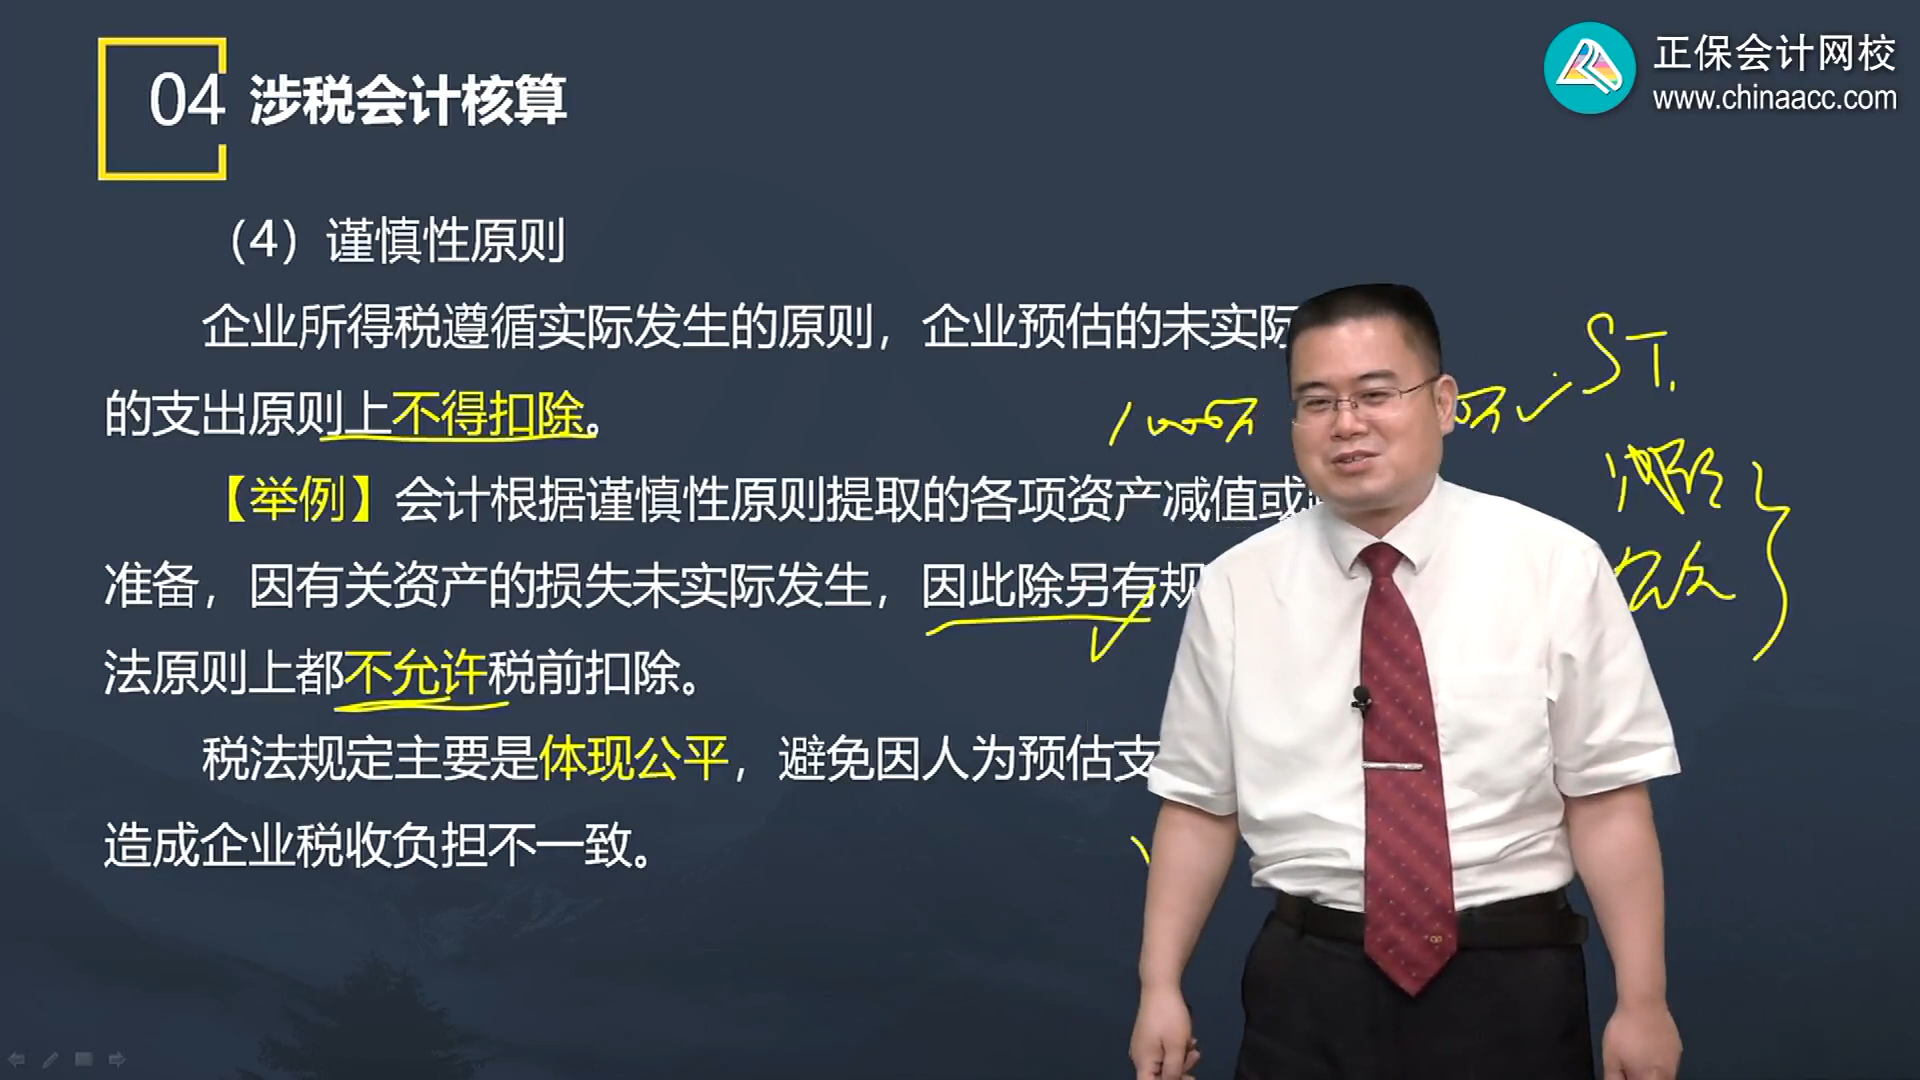 04 涉税会计核算
正保会计网校
www.chinaacc.com
（4）谨慎性原则
企业所得税遵循实际发生的原则，企业预估的未实际
的支出原则上不得扣除。
ST.
【举例】会计根据谨慎性原则提取的各项资产减值或
准备，因有关资产的损失未实际发生，因此除另有规
法原则上都不允许税前扣除。
税法规定主要是体现公平，避免因人为预估支
造成企业税收负担不一致。